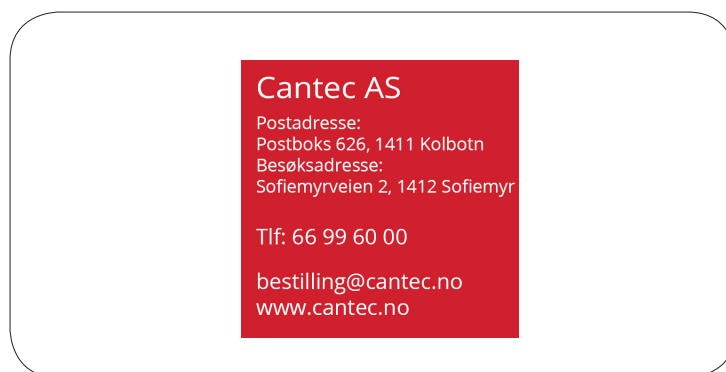 Cantec AS
Postadresse:
Postboks 626, 1411 Kolbotn
Besøksadresse:
Sofiemyrveien 2, 1412 Sofiemyr
Tlf: 66 99 60 00
bestilling@cantec.no
www.cantec.no